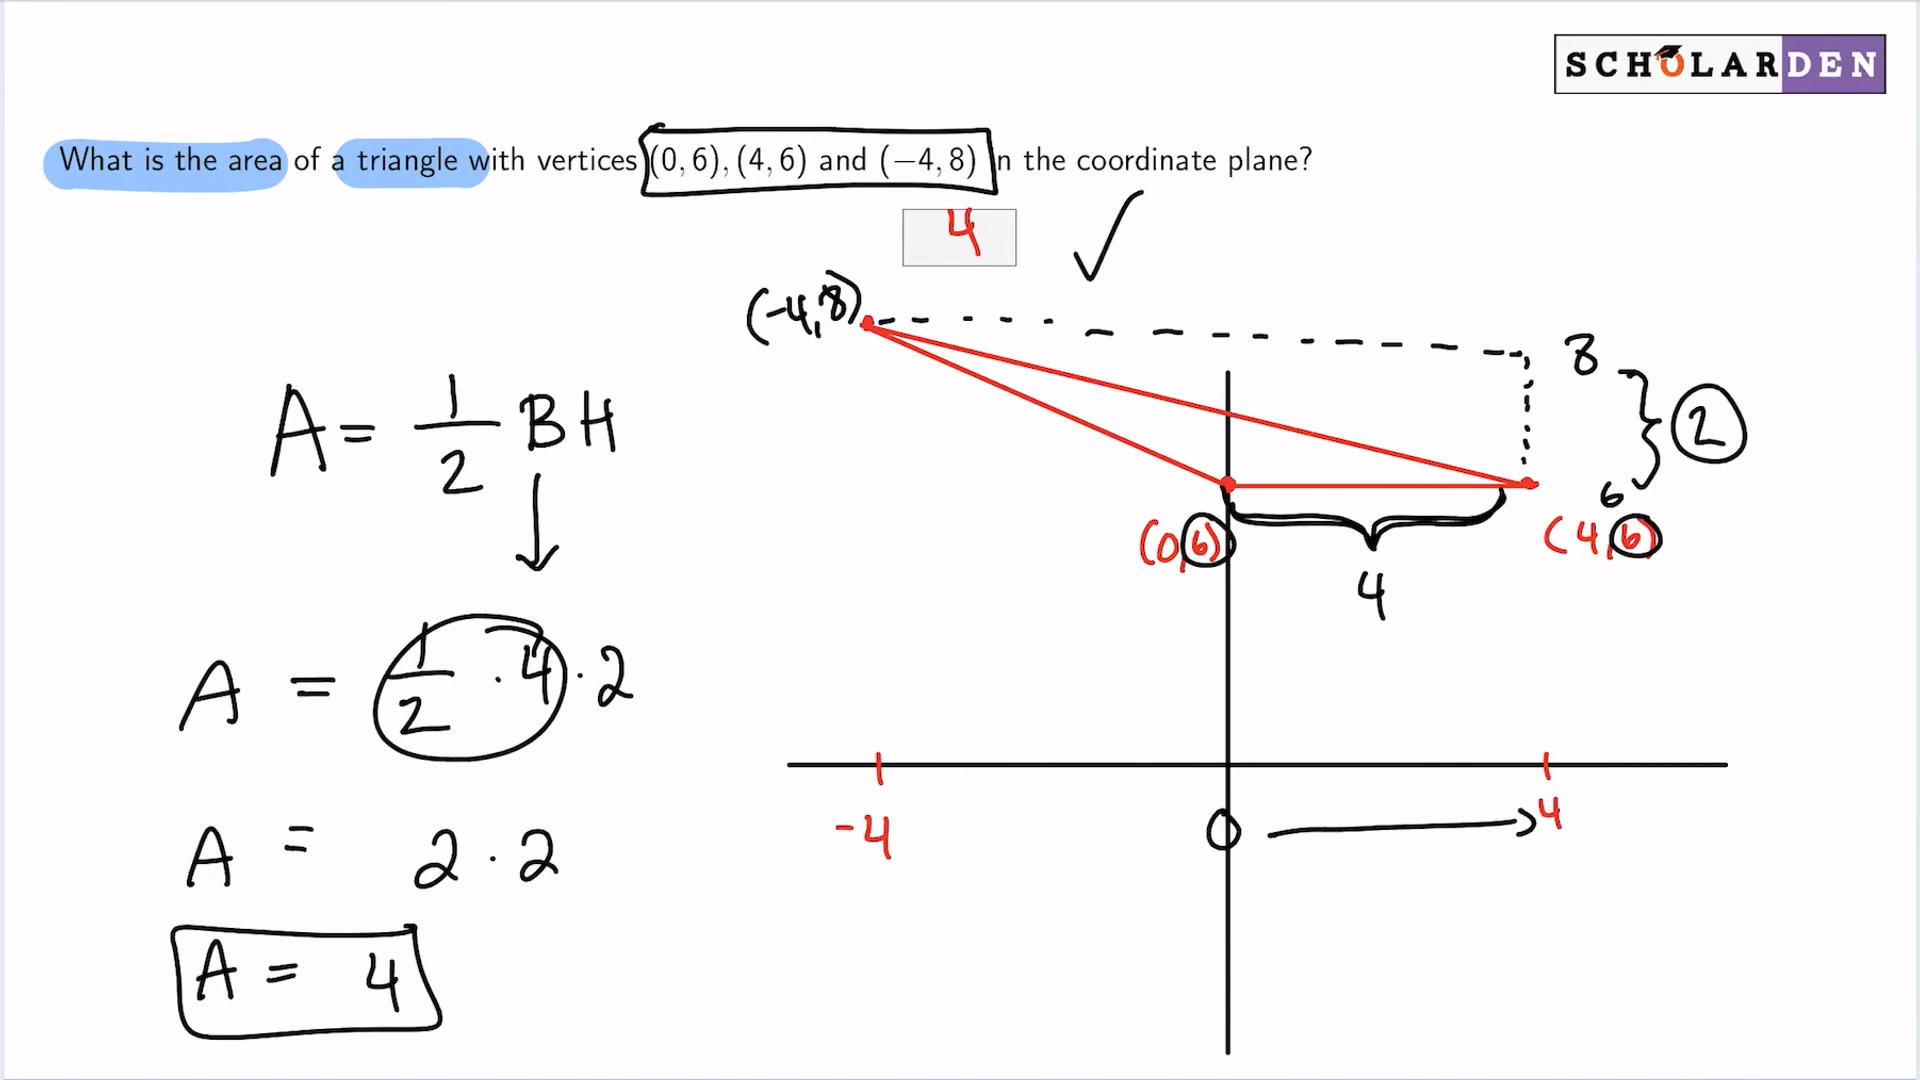 SCHOLARDEN
What is the area of a triangle with vertices (0, 6), (4, 6) and (−4, 8) in the coordinate plane?
4
(-4,8)
8
2
6
A = 1/2 BH
(0,6)
(4,6)
4
A = 1/2 · 4 · 2
-4
0
4
A = 2 · 2
A = 4